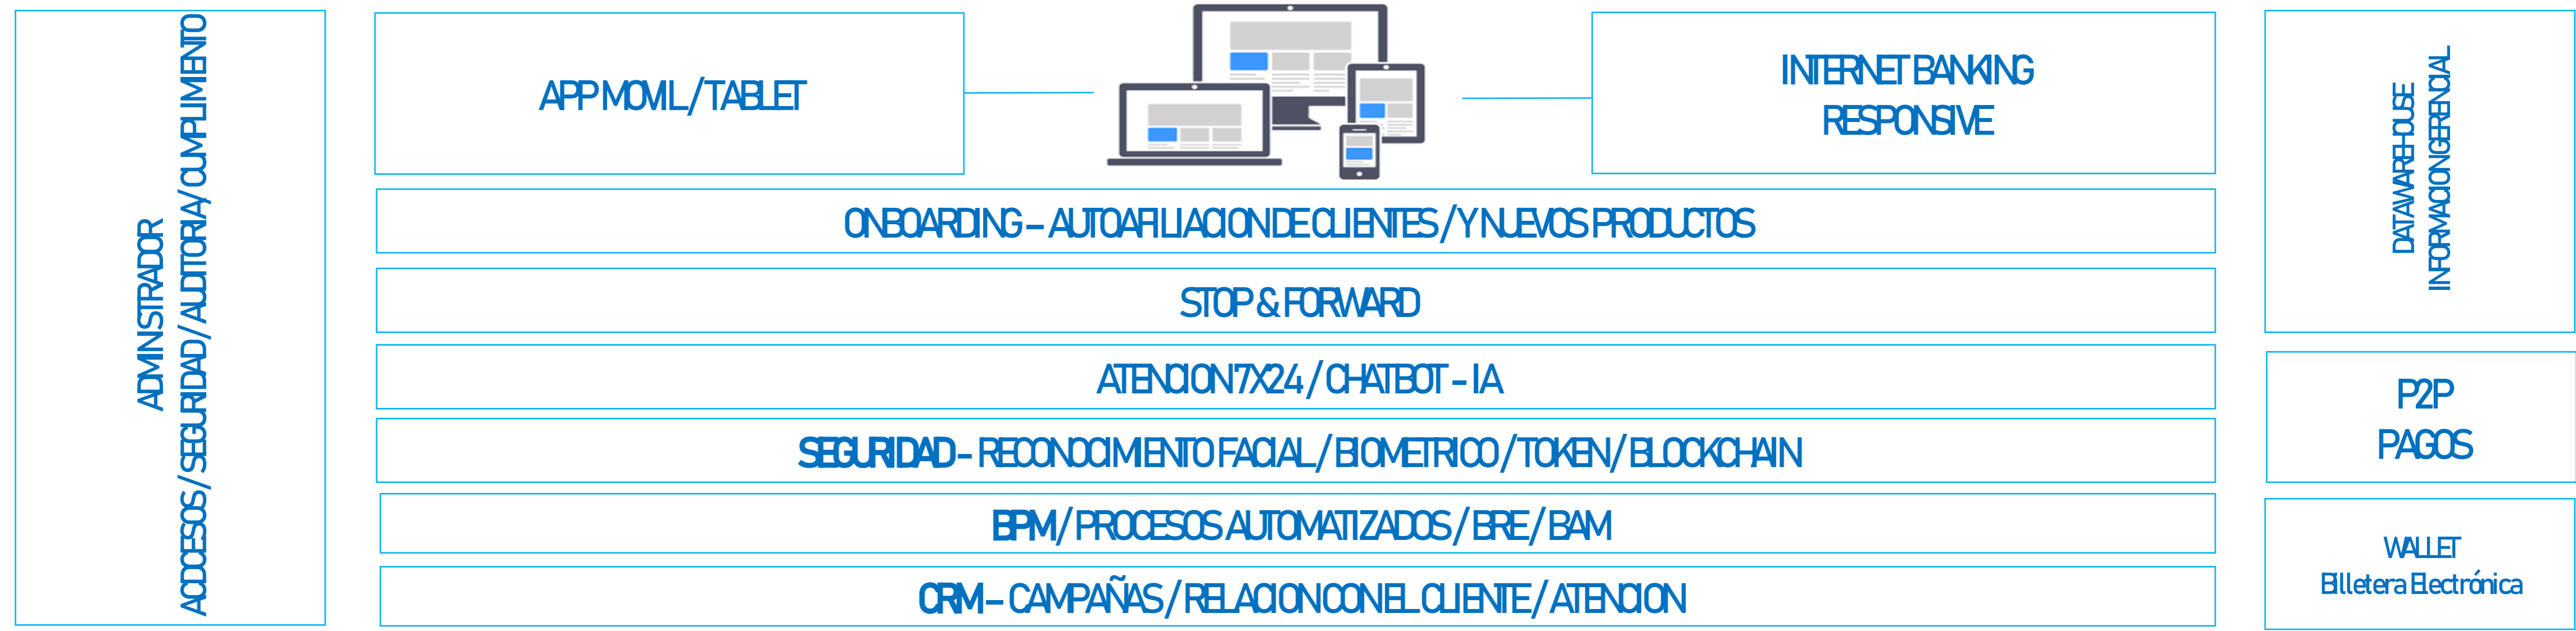 ADMINISTRADOR
ACCESOS / SEGURIDAD / AUDITORIA / CUMPLIMIENTO
APP MOVIL / TABLET
INTERNET BANKING
RESPONSIVE
ONBOARDING – AUTOAFILIACION DE CLIENTES / Y NUEVOS PRODUCTOS
STOP & FORWARD
ATENCION 7X24 / CHATBOT – IA
SEGURIDAD – RECONOCIMIENTO FACIAL / BIOMETRICO / TOKEN / BLOCKCHAIN
BPM / PROCESOS AUTOMATIZADOS / BRE / BAM
CRM – CAMPAÑAS / RELACION CON EL CLIENTE / ATENCION
DATAWAREHOUSE
INFORMACION GERENCIAL
P2P
PAGOS
WALLET
Billetera Electrónica